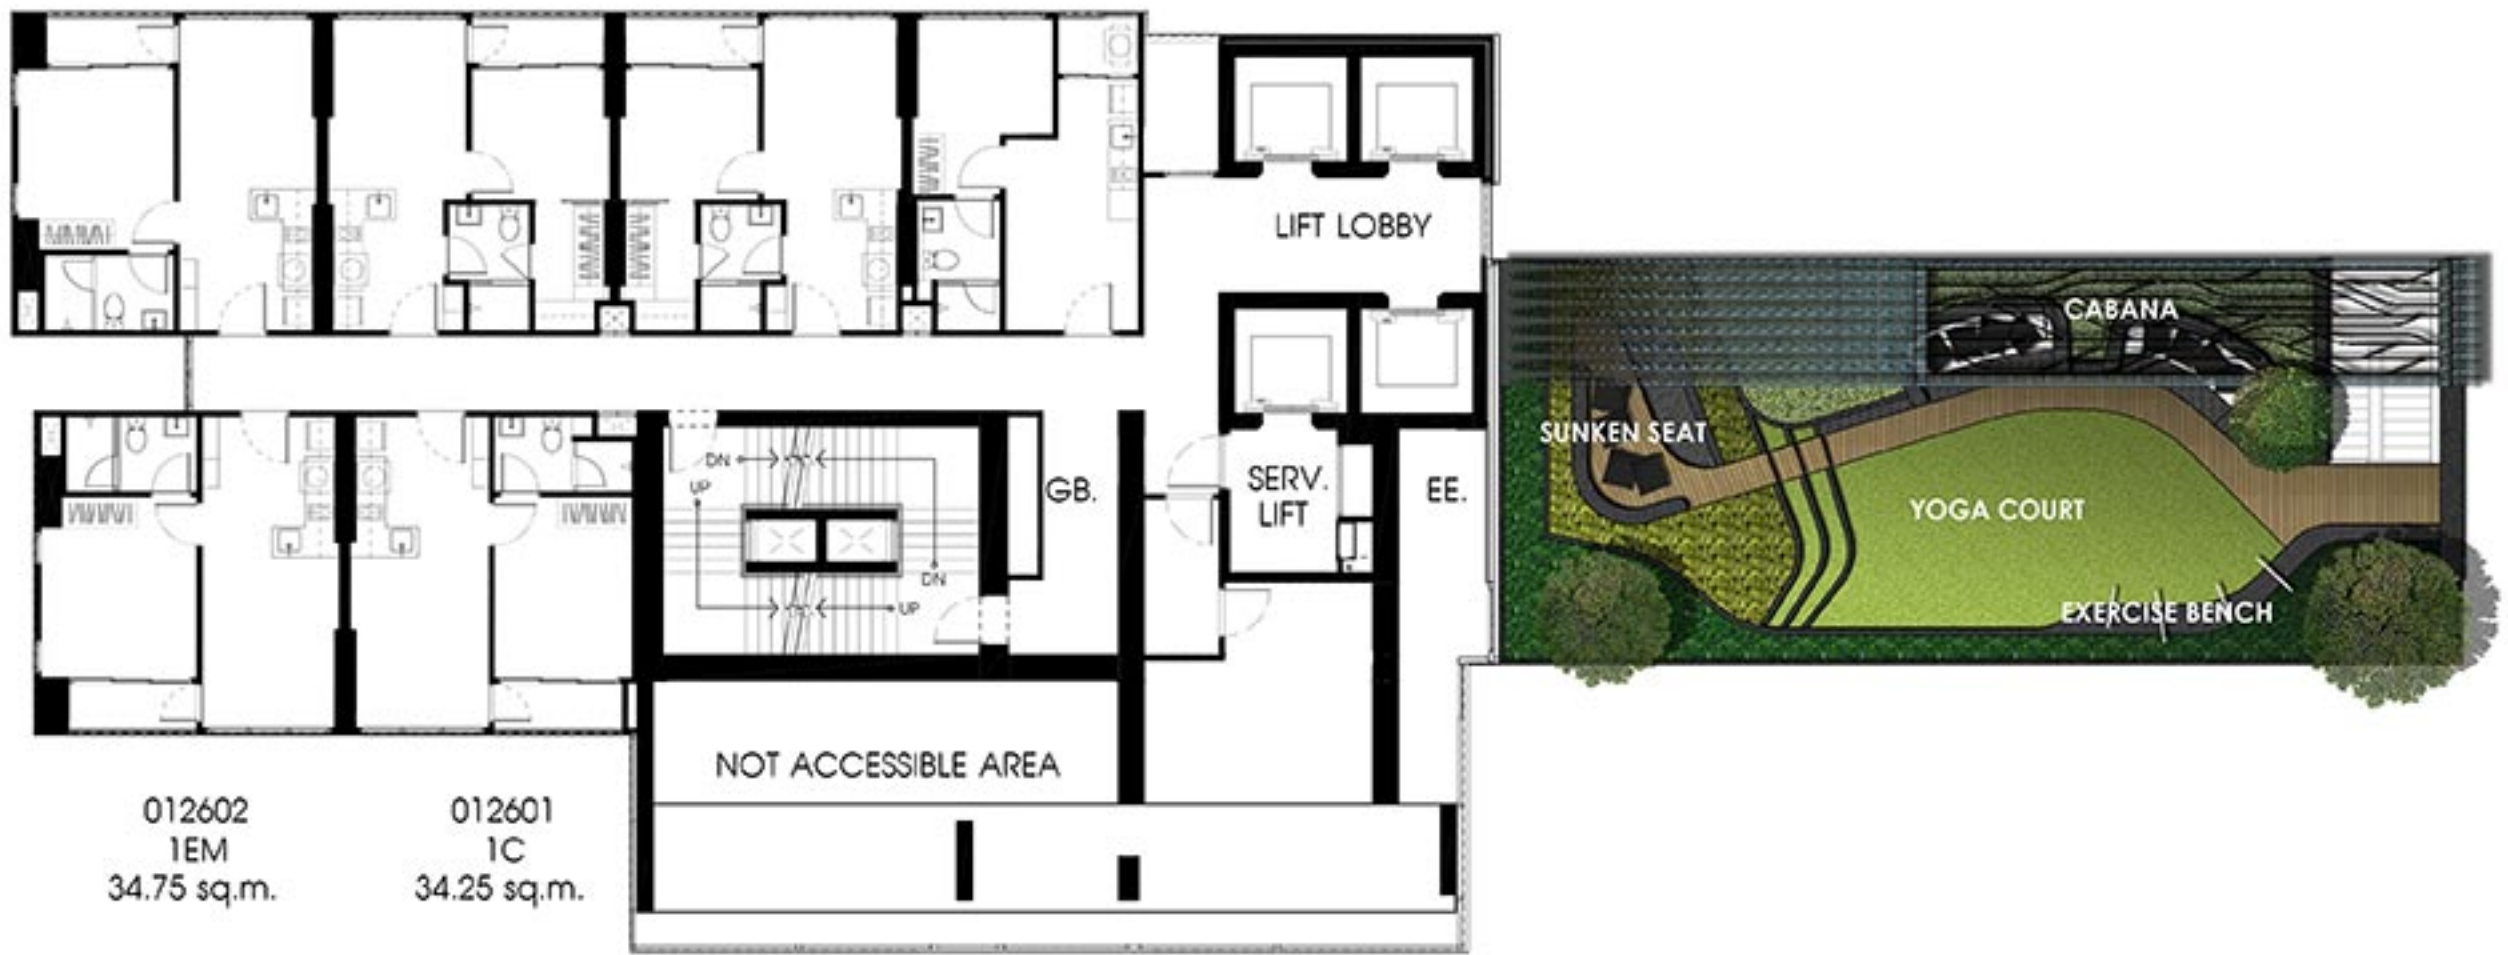 LIFT LOBBY
CABANA
SUNKEN SEAT
DN
UP
GB.
SERV.
LIFT
EE.
YOGA COURT
DN
UP
EXERCISE BENCH
NOT ACCESSIBLE AREA
012602
1EM
34.75 sq.m.
012601
1C
34.25 sq.m.